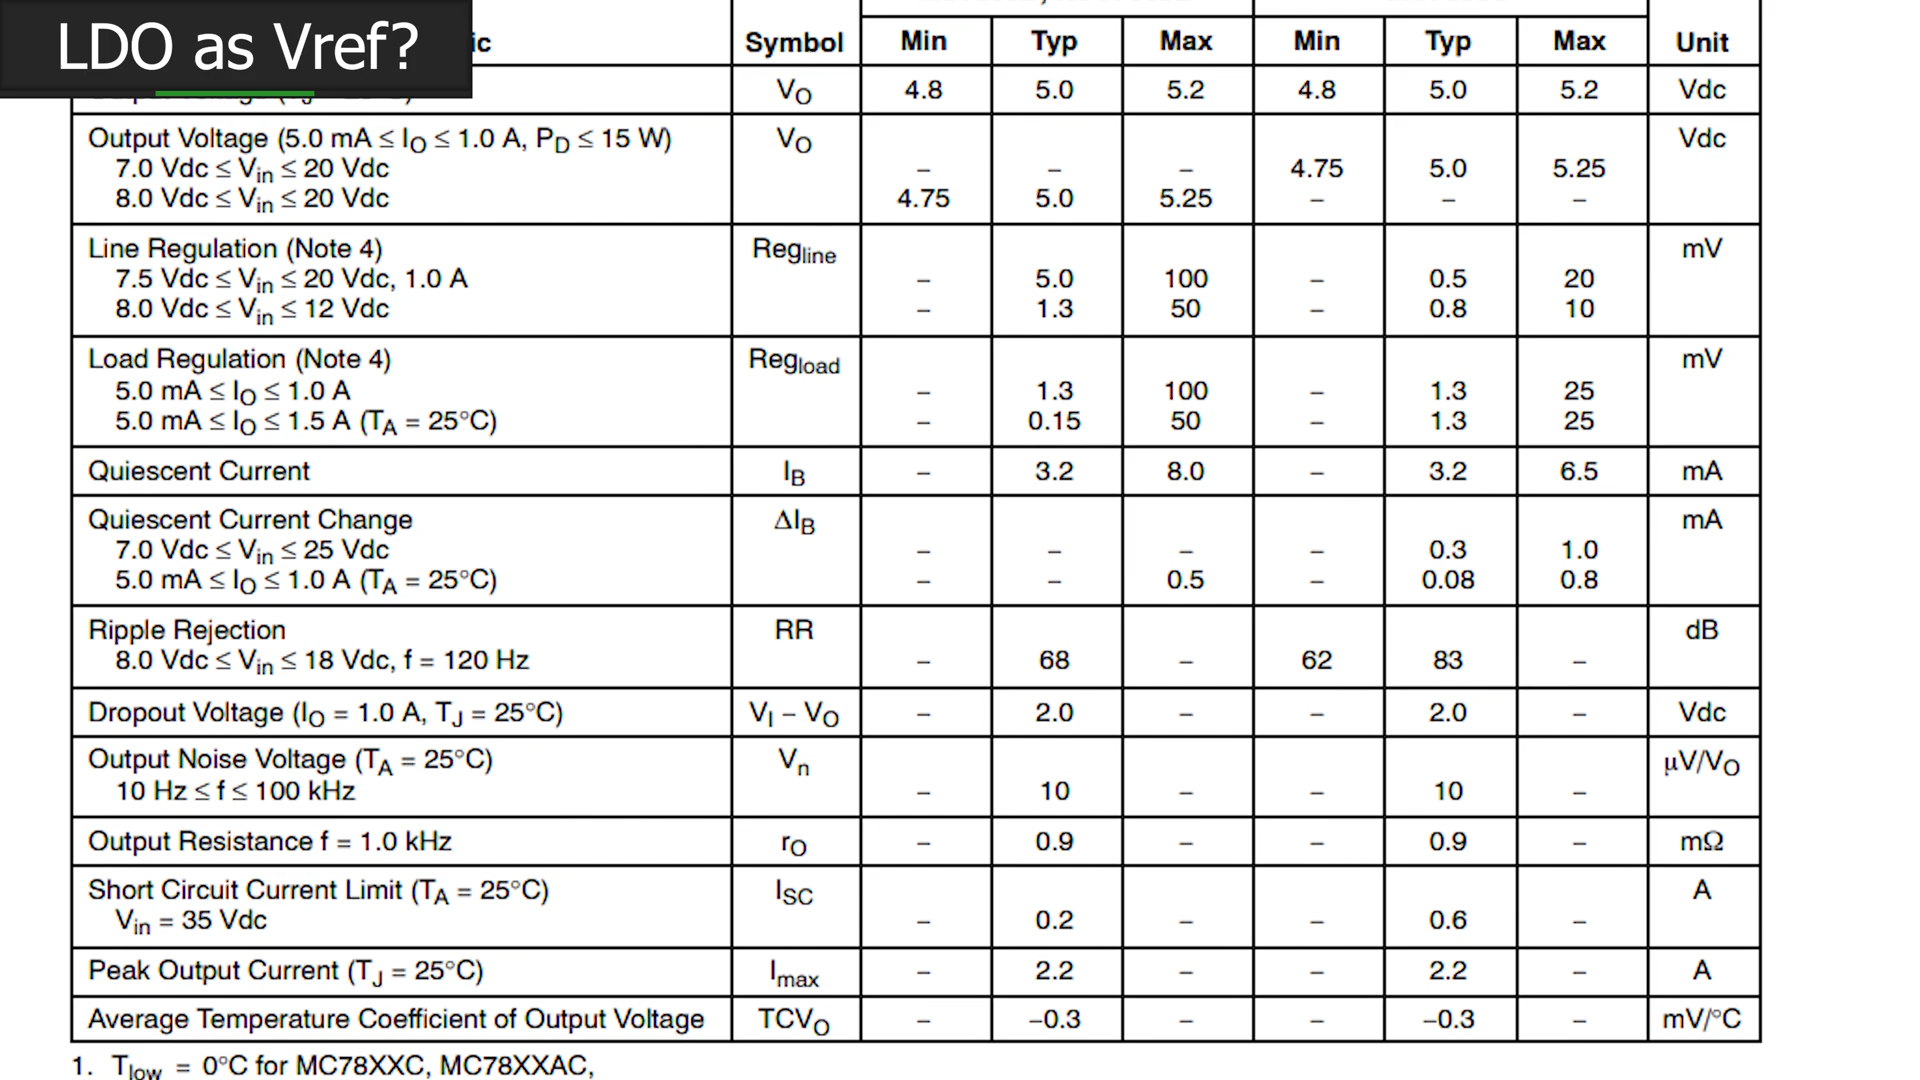 LDO as Vref?
ic Symbol Min Typ Max Min Typ Max Unit
VO 4.8 5.0 5.2 4.8 5.0 5.2 Vdc
Output Voltage (5.0 mA ≤ IO ≤ 1.0 A, PD ≤ 15 W) VO Vdc
7.0 Vdc ≤ Vin ≤ 20 Vdc – – – 4.75 5.0 5.25
8.0 Vdc ≤ Vin ≤ 20 Vdc 4.75 5.0 5.25 – – –
Line Regulation (Note 4) Regline mV
7.5 Vdc ≤ Vin ≤ 20 Vdc, 1.0 A – 5.0 100 – 0.5 20
8.0 Vdc ≤ Vin ≤ 12 Vdc – 1.3 50 – 0.8 10
Load Regulation (Note 4) Regload mV
5.0 mA ≤ IO ≤ 1.0 A – 1.3 100 – 1.3 25
5.0 mA ≤ IO ≤ 1.5 A (TA = 25°C) – 0.15 50 – 1.3 25
Quiescent Current IB – 3.2 8.0 – 3.2 6.5 mA
Quiescent Current Change ΔIB mA
7.0 Vdc ≤ Vin ≤ 25 Vdc – – – – 0.3 1.0
5.0 mA ≤ IO ≤ 1.0 A (TA = 25°C) – – 0.5 – 0.08 0.8
Ripple Rejection RR dB
8.0 Vdc ≤ Vin ≤ 18 Vdc, f = 120 Hz – 68 – 62 83 –
Dropout Voltage (IO = 1.0 A, TJ = 25°C) VI – VO – 2.0 – – 2.0 – Vdc
Output Noise Voltage (TA = 25°C) Vn μV/VO
10 Hz ≤ f ≤ 100 kHz – 10 – – 10 –
Output Resistance f = 1.0 kHz rO – 0.9 – – 0.9 – mΩ
Short Circuit Current Limit (TA = 25°C) ISC A
Vin = 35 Vdc – 0.2 – – 0.6 –
Peak Output Current (TJ = 25°C) Imax – 2.2 – – 2.2 – A
Average Temperature Coefficient of Output Voltage TCVO – –0.3 – – –0.3 – mV/°C
1. Tlow = 0°C for MC78XXC, MC78XXAC,